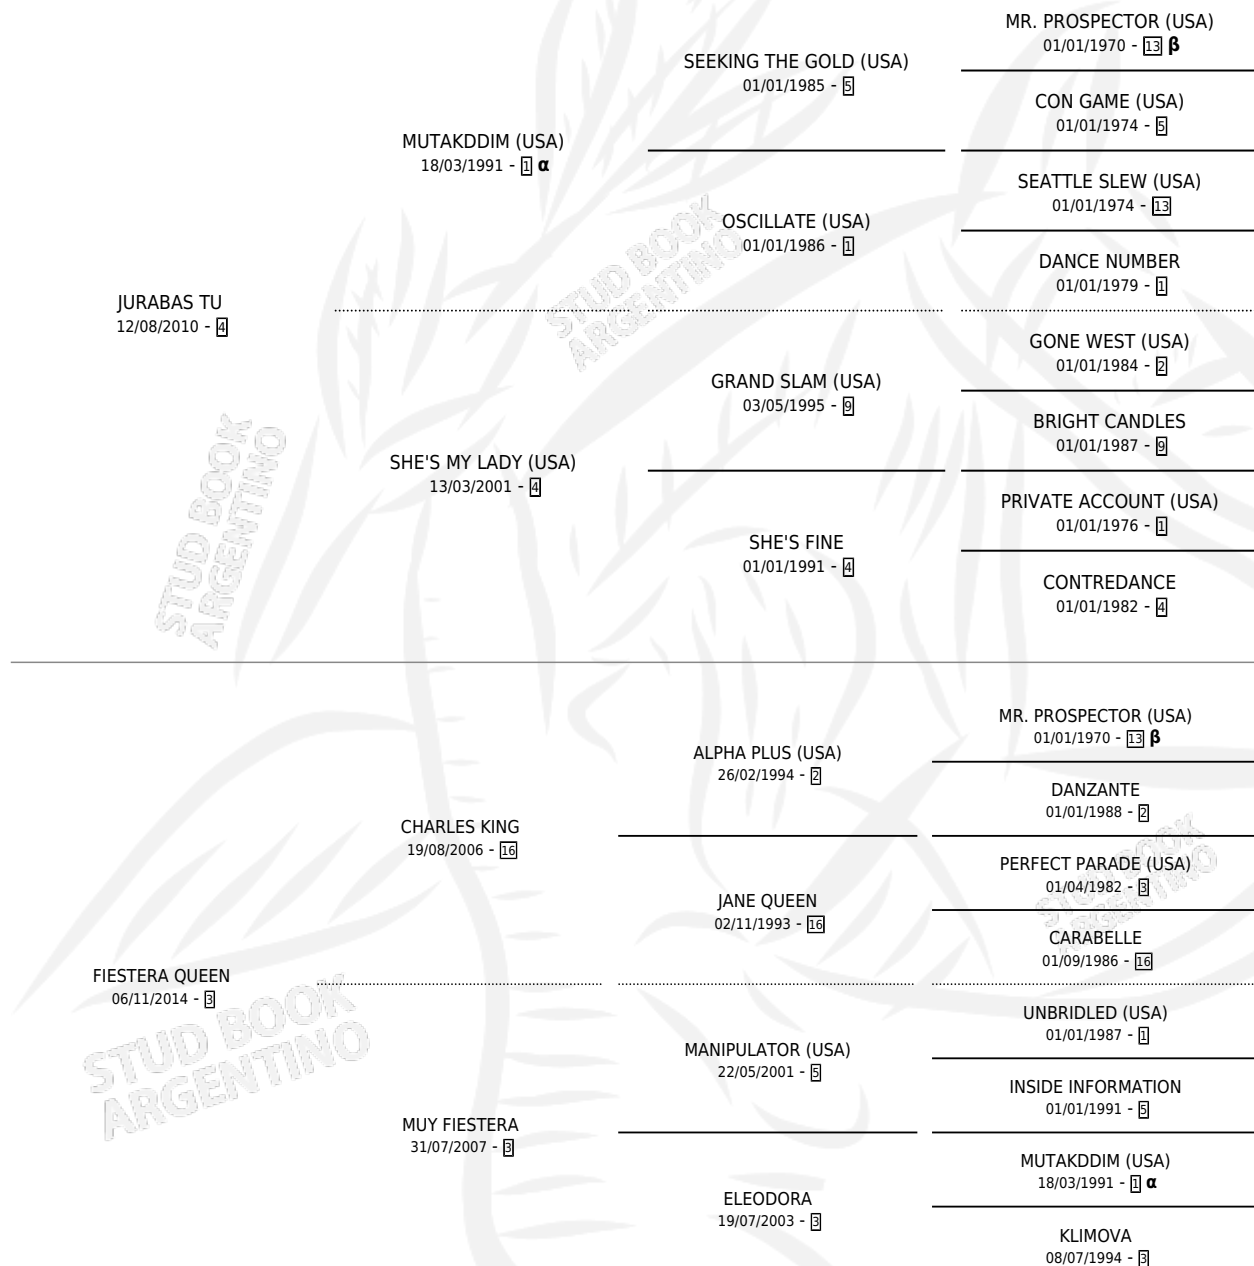 MR. PROSPECTOR (USA)
01/01/1970 - 13 β
SEEKING THE GOLD (USA)
01/01/1985 - 5
CON GAME (USA)
01/01/1974 - 5
MUTAKDDIM (USA)
18/03/1991 - 1 α
SEATTLE SLEW (USA)
01/01/1974 - 13
OSCILLATE (USA)
01/01/1986 - 1
DANCE NUMBER
01/01/1979 - 1
JURABAS TU
12/08/2010 - 4
GONE WEST (USA)
01/01/1984 - 2
GRAND SLAM (USA)
03/05/1995 - 9
BRIGHT CANDLES
01/01/1987 - 9
SHE'S MY LADY (USA)
13/03/2001 - 4
PRIVATE ACCOUNT (USA)
01/01/1976 - 1
SHE'S FINE
01/01/1991 - 4
CONTREDANCE
01/01/1982 - 4
STUD BOOK
ARGENTINO
STUD BOOK
ARGENTINO
MR. PROSPECTOR (USA)
01/01/1970 - 13 β
ALPHA PLUS (USA)
26/02/1994 - 2
DANZANTE
01/01/1988 - 2
CHARLES KING
19/08/2006 - 16
PERFECT PARADE (USA)
01/04/1982 - 3
JANE QUEEN
02/11/1993 - 16
CARABELLE
01/09/1986 - 16
FIESTERA QUEEN
06/11/2014 - 3
UNBRIDLED (USA)
01/01/1987 - 1
MANIPULATOR (USA)
22/05/2001 - 5
INSIDE INFORMATION
01/01/1991 - 5
MUY FIESTERA
31/07/2007 - 3
MUTAKDDIM (USA)
18/03/1991 - 1 α
ELEODORA
19/07/2003 - 3
KLIMOVA
08/07/1994 - 3
STUD BOOK
ARGENTINO
STUD BOOK
ARGENTINO